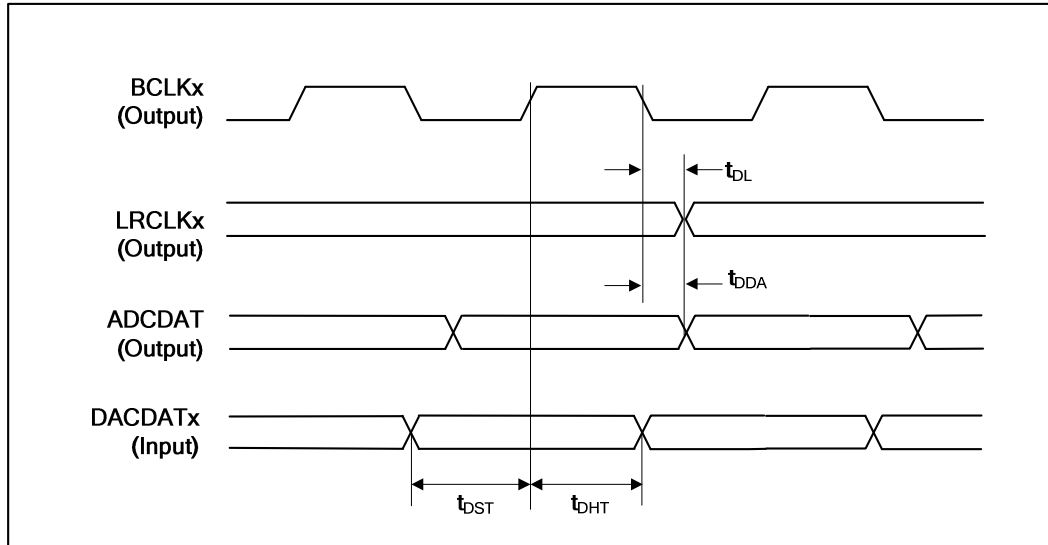 BCLKx
(Output)
tDL
LRCLKx
(Output)
tDDA
ADCDAT
(Output)
DACDATx
(Input)
tDST
tDHT